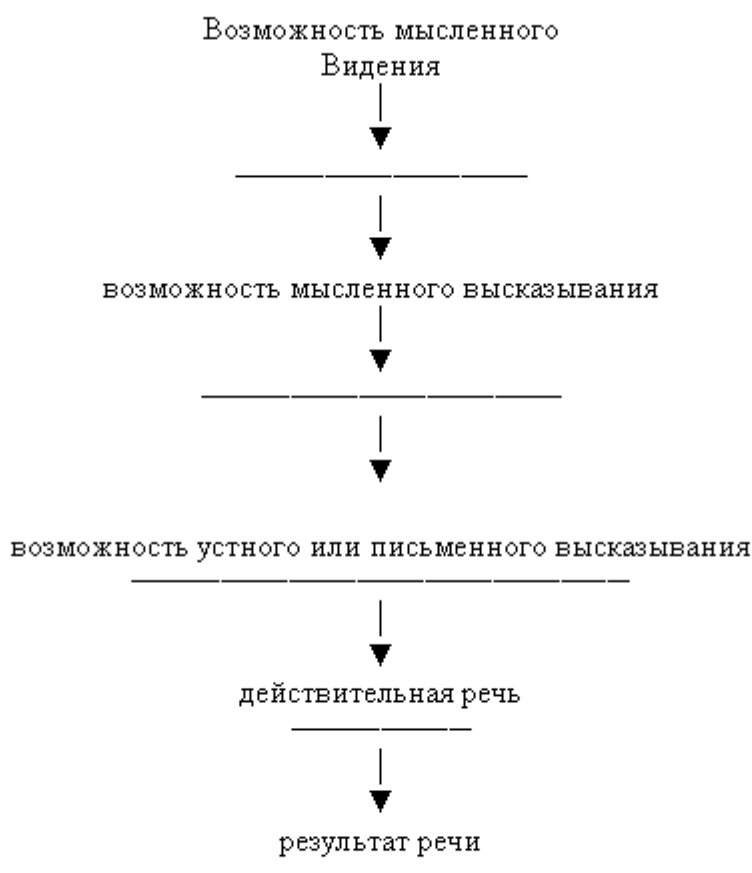 Возможность мысленного
Видения
возможность мысленного высказывания
возможность устного или письменного высказывания
действительная речь
результат речи